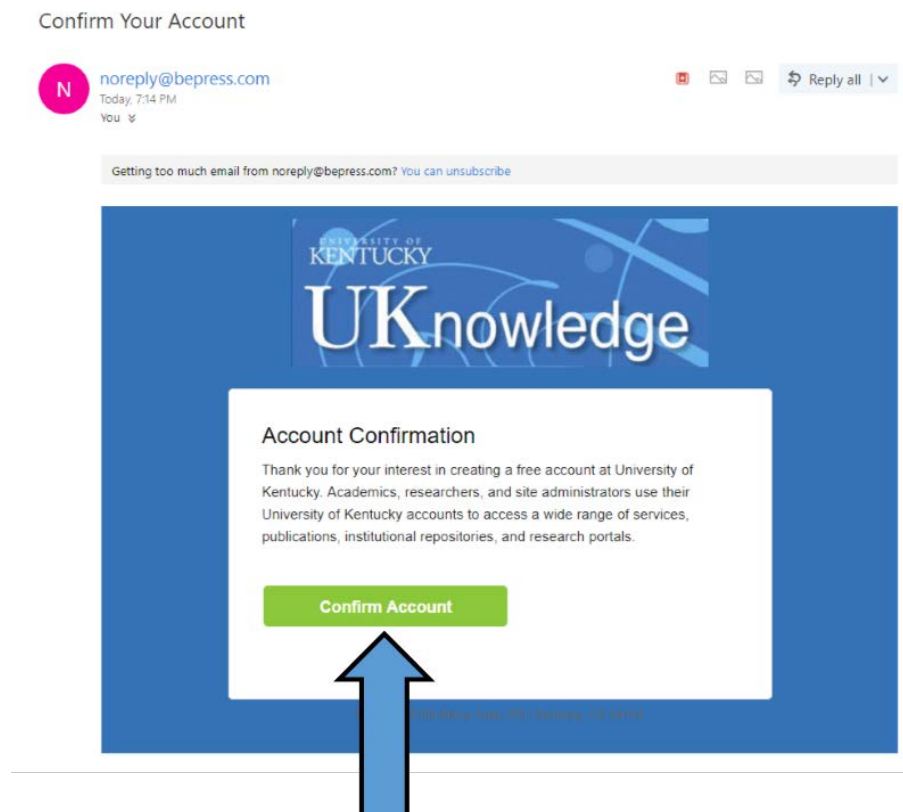 Confirm Your Account
N
noreply@bepress.com
Today, 7:14 PM
You
Reply all
Getting too much email from noreply@bepress.com? You can unsubscribe
UNIVERSITY OF
KENTUCKY
UKnowledge
Account Confirmation
Thank you for your interest in creating a free account at University of
Kentucky. Academics, researchers, and site administrators use their
University of Kentucky accounts to access a wide range of services,
publications, institutional repositories, and research portals.
Confirm Account